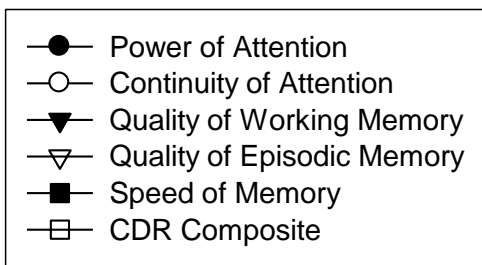 Power of Attention
Continuity of Attention
Quality of Working Memory
Quality of Episodic Memory
Speed of Memory
CDR Composite